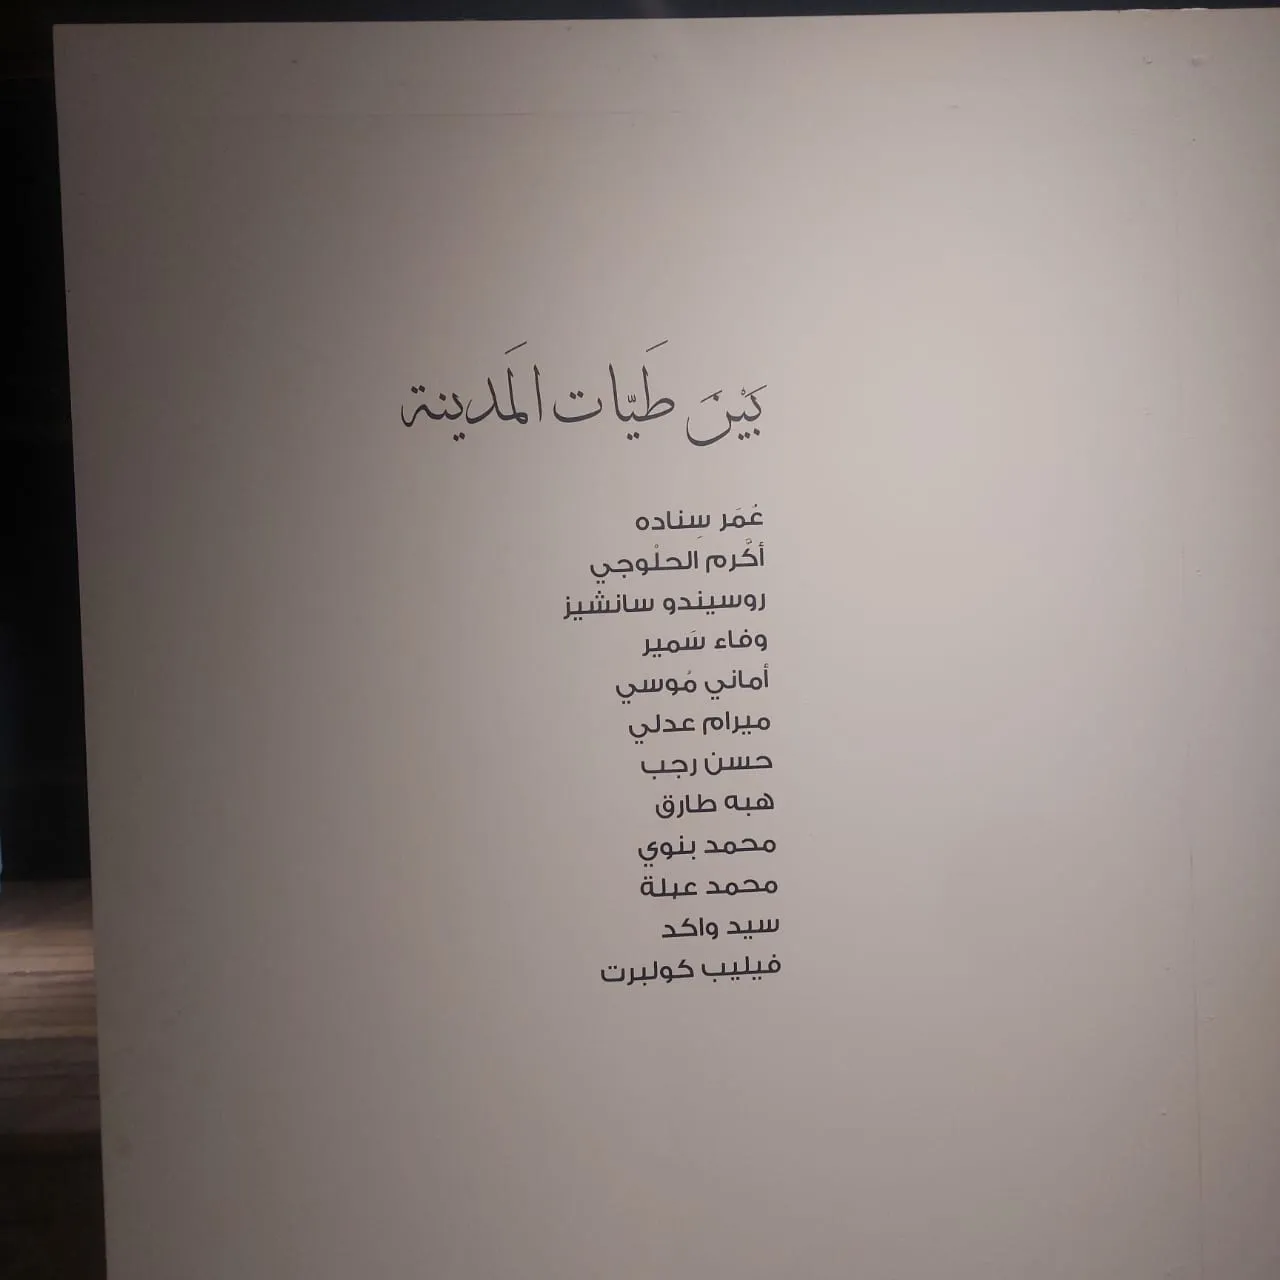 بَيْنَ طَيّات المَدينة
عُمَر سِناده
أكَّرم الحلْوجي
روسيندو سانشيز
وفاء سَمير
أماني مُوسي
ميرام عدلي
حسن رجب
هبه طارق
محمد بنوي
محمد عبلة
سيد واكد
فيليب كولبرت